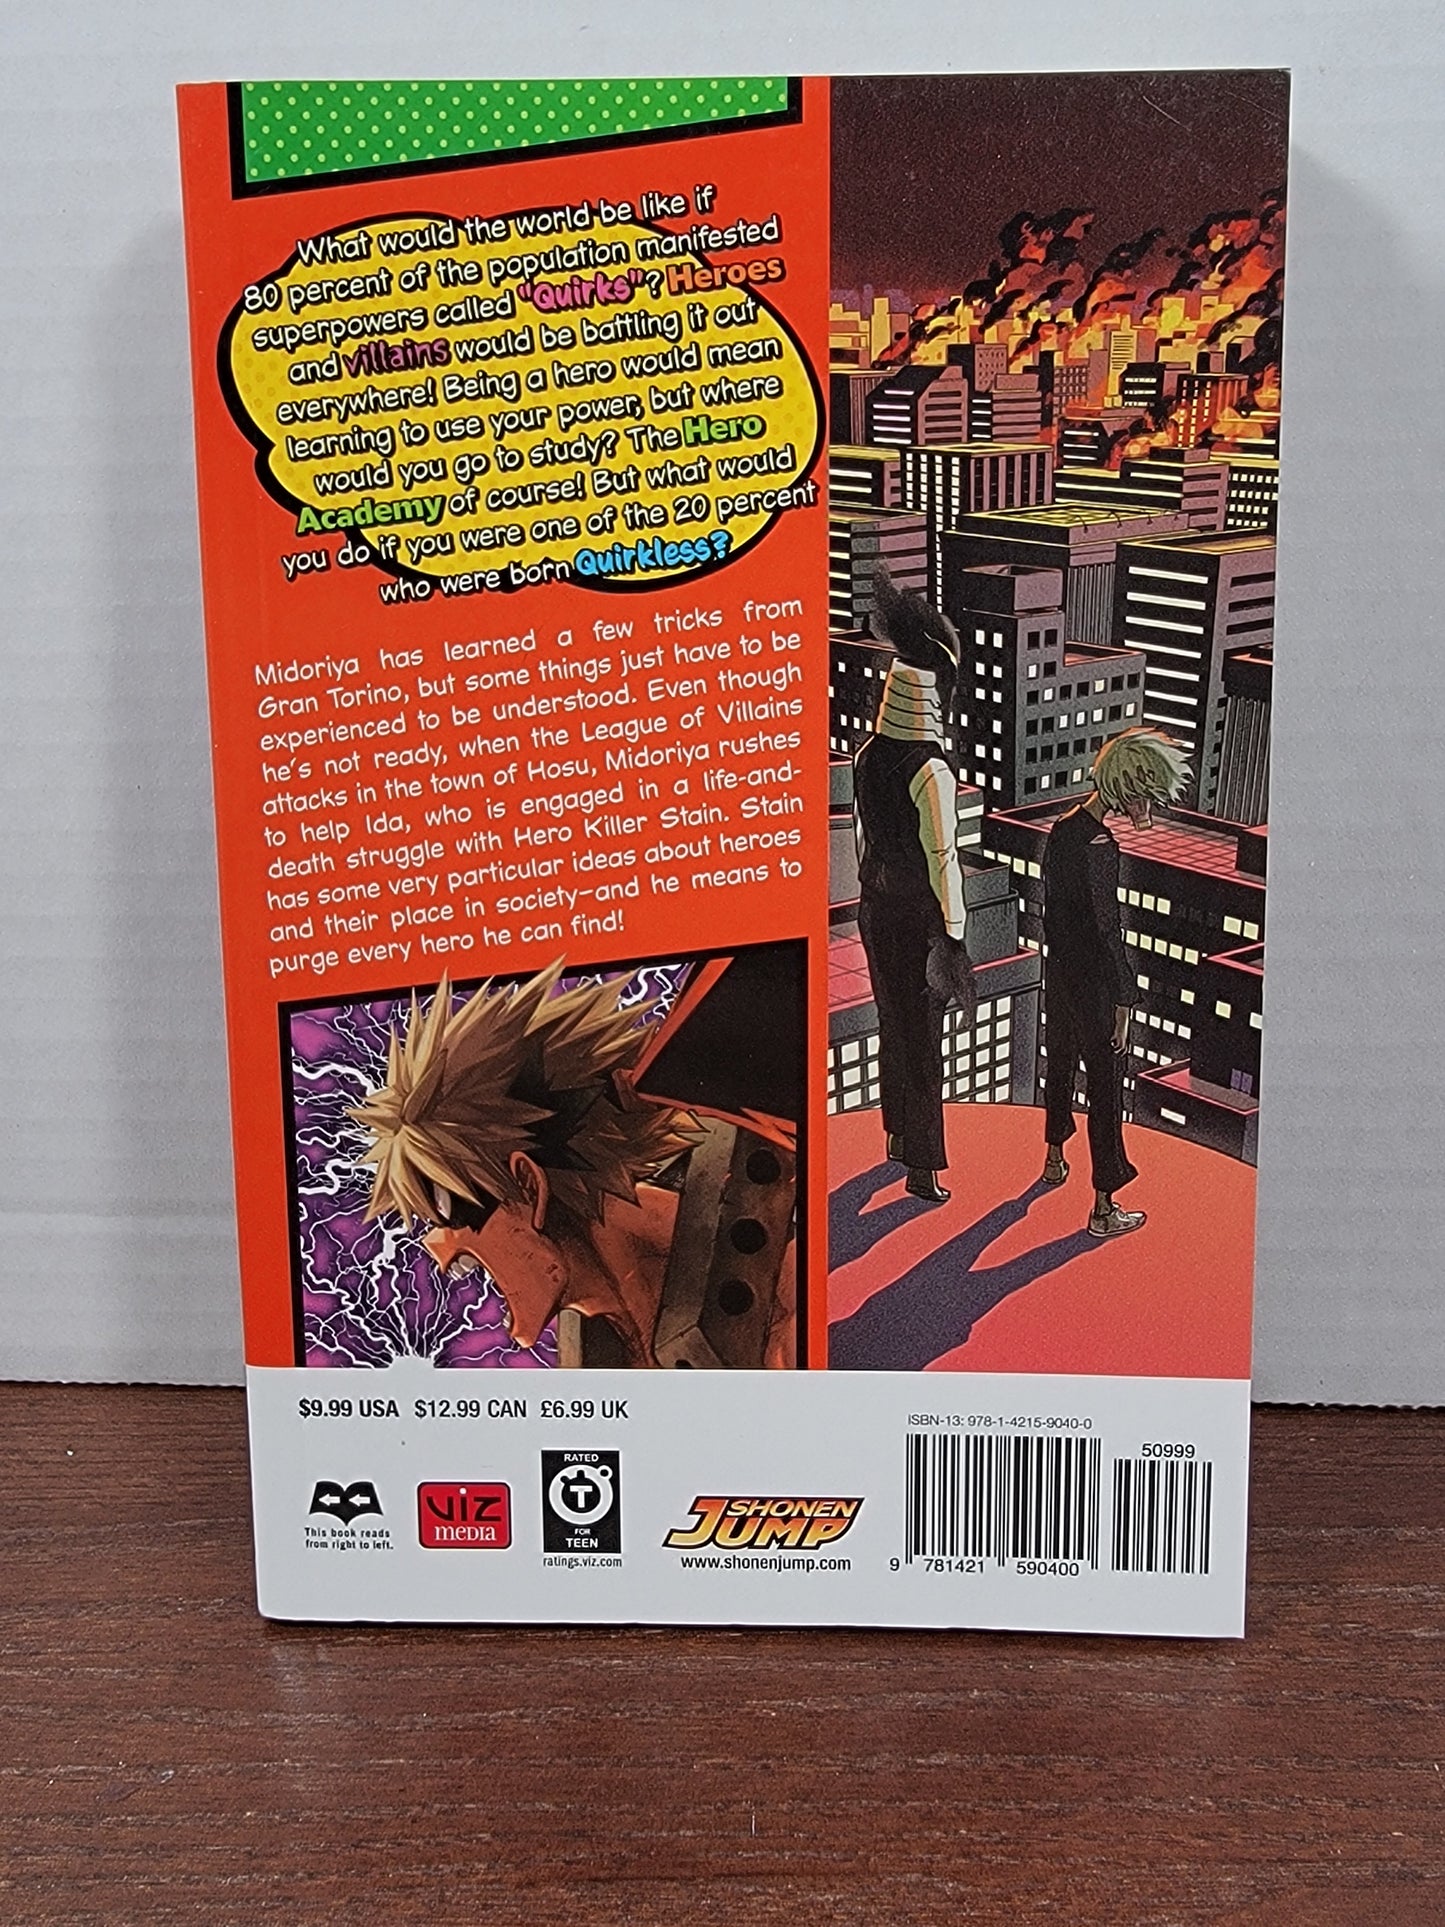 What would the world be like if
80 percent of the population manifested
superpowers called "Quirks"? Heroes
and villains would be battling it out
everywhere! Being a hero would mean
learning to use your power, but where
would you go to study? The Hero
Academy of course! But what would
you do if you were one of the 20 percent
who were born Quirkless?
Midoriya has learned a few tricks from
Gran Torino, but some things just have to be
experienced to be understood. Even though
he's not ready, when the League of Villains
attacks in the town of Hosu, Midoriya rushes
to help Ida, who is engaged in a life-and-
death struggle with Hero Killer Stain. Stain
has some very particular ideas about heroes
and their place in society–and he means to
purge every hero he can find!
$9.99 USA $12.99 CAN £6.99 UK
This book reads
from right to left.
VIZ
MEDIA
RATED
T
FOR
TEEN
ratings.viz.com
SHONEN
JUMP
www.shonenjump.com
ISBN-13: 978-1-4215-9040-0
50999
9 781421 590400